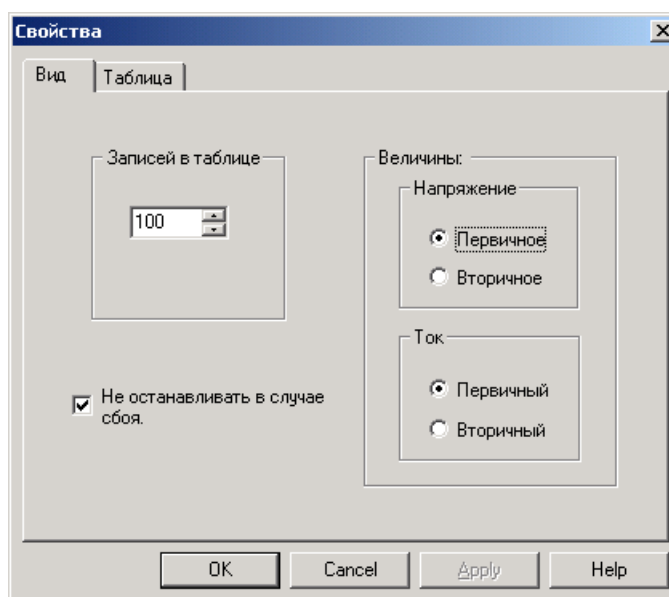 Свойства
Вид
Таблица
Записей в таблице
100
Не останавливать в случае
сбоя.
Величины:
Напряжение
Первичное
Вторичное
Ток
Первичный
Вторичный
OK
Cancel
Apply
Help